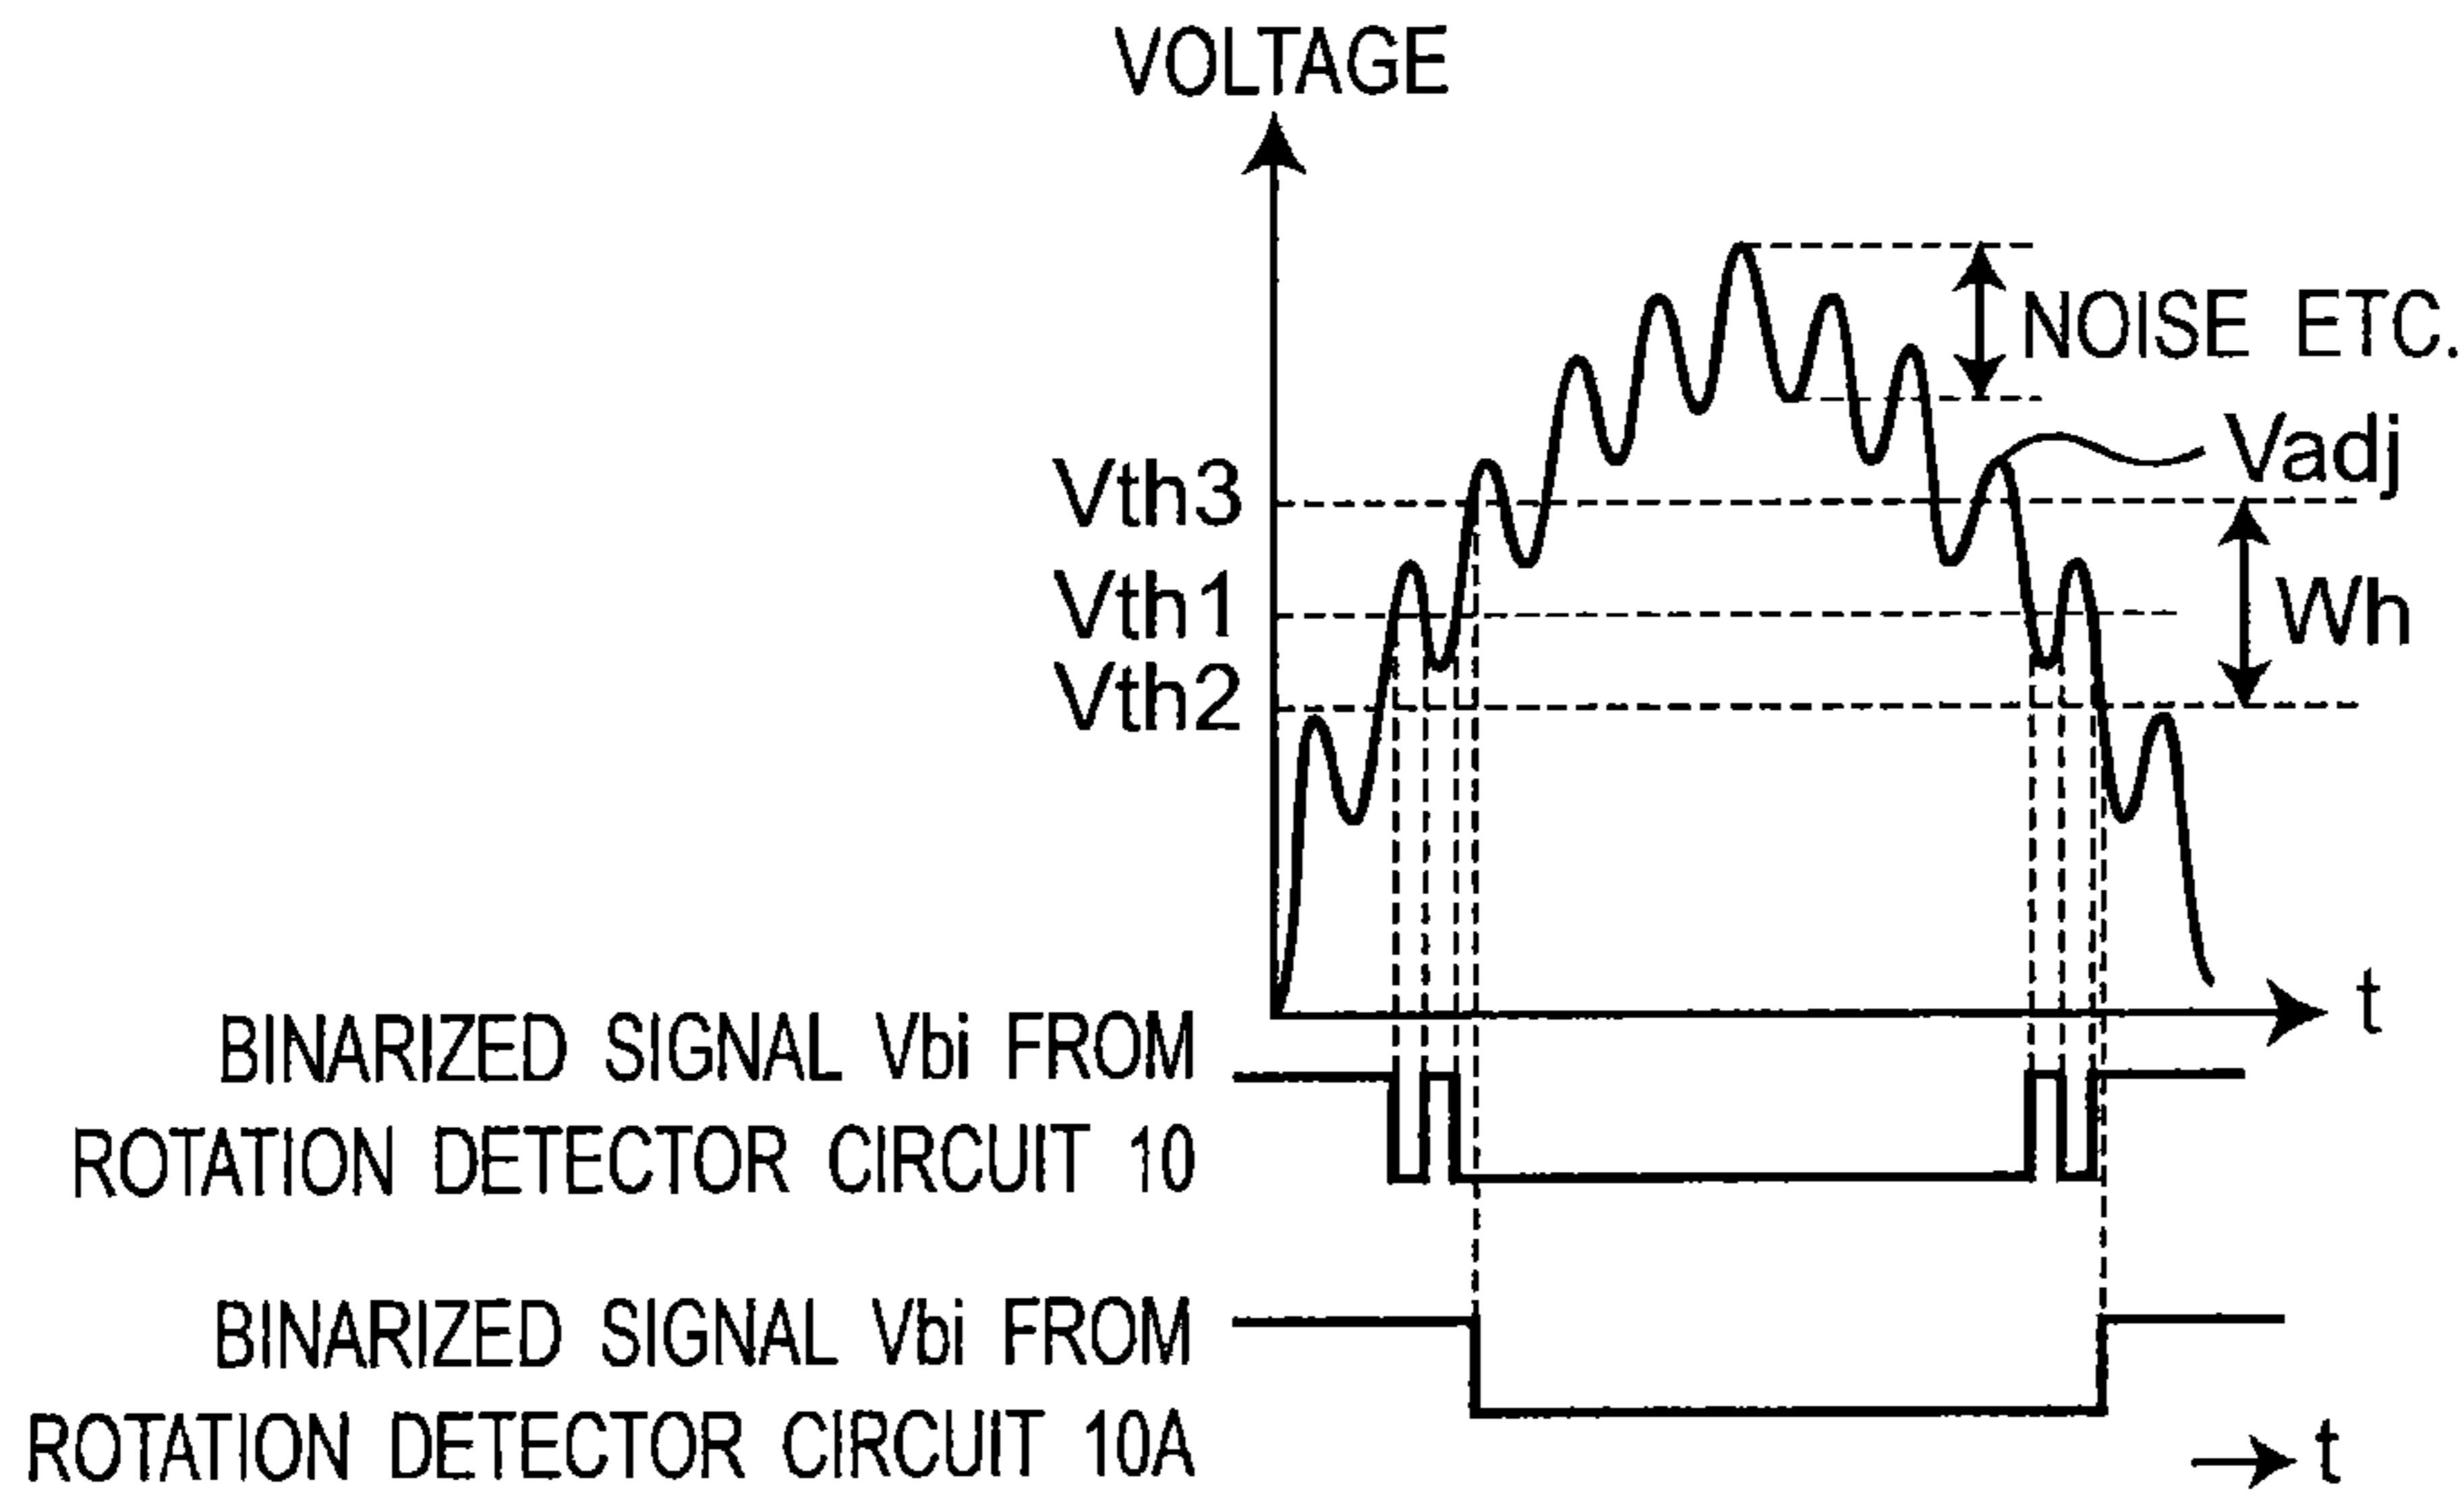 VOLTAGE
NOISE ETC.
Vadj
Vth3
Vth1
Wh
Vth2
t
BINARIZED SIGNAL Vbi FROM
ROTATION DETECTOR CIRCUIT 10
BINARIZED SIGNAL Vbi FROM
ROTATION DETECTOR CIRCUIT 10A
t